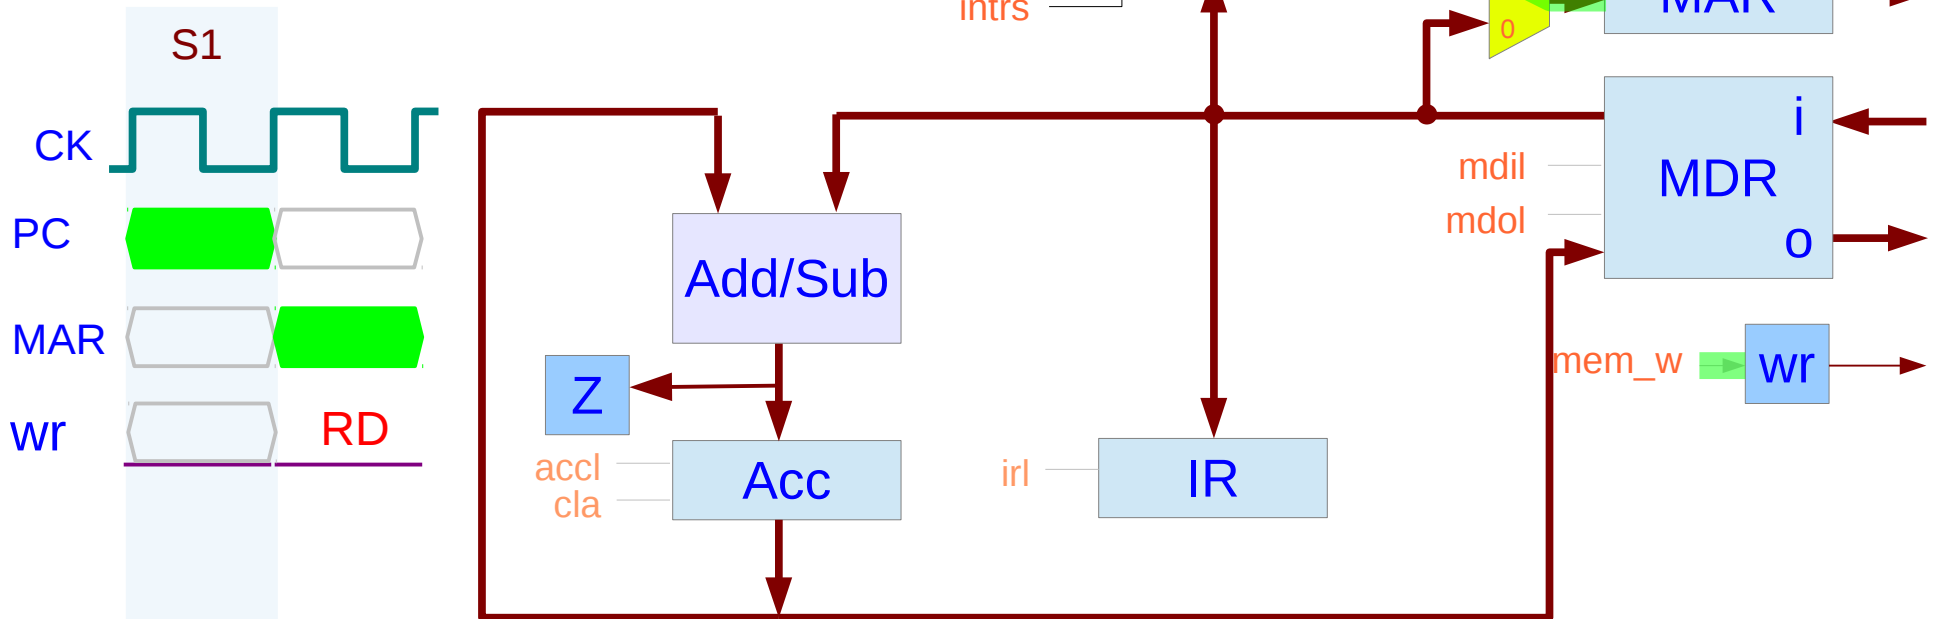 intrs
MAR
0
S1
CK
i
mdil
MDR
PC
mdol
o
Add/Sub
MAR
mem_w
wr
Z
wr
RD
accl
Acc
irl
IR
cla